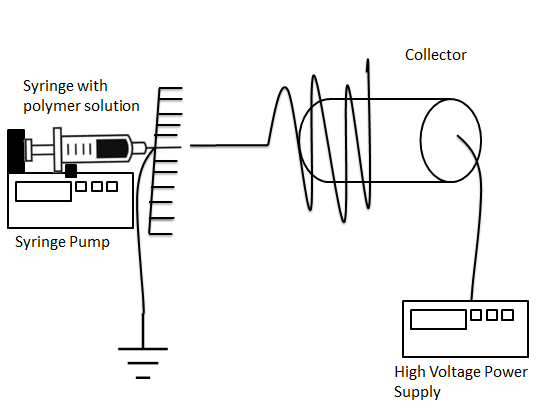 Collector
Syringe with
polymer solution
Syringe Pump
High Voltage Power
Supply